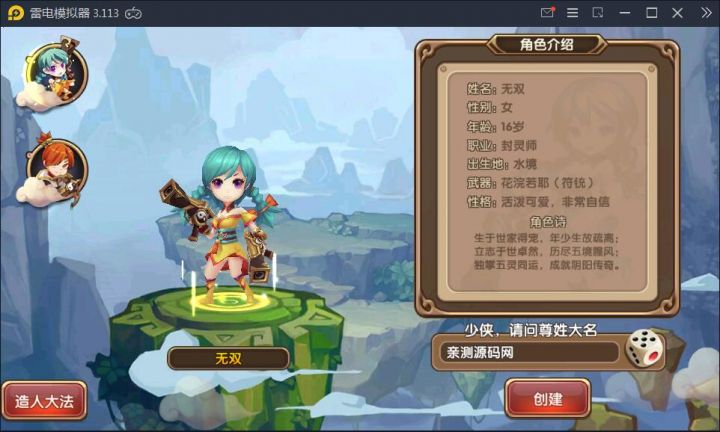 雷电模拟器 3.113
角色介绍
姓名：无双
性别：女
年龄：16岁
职业：封灵师
出生地：水境
武器：花浣若耶（符铳）
性格：活泼可爱，非常自信
角色诗
生于世家得宠，年少生故疏离；
立志于世卓然，历尽五境腥风；
独掌五灵同运，成就阴阳传奇。
少侠，请问尊姓大名
亲测源码网
无双
造人大法
创建